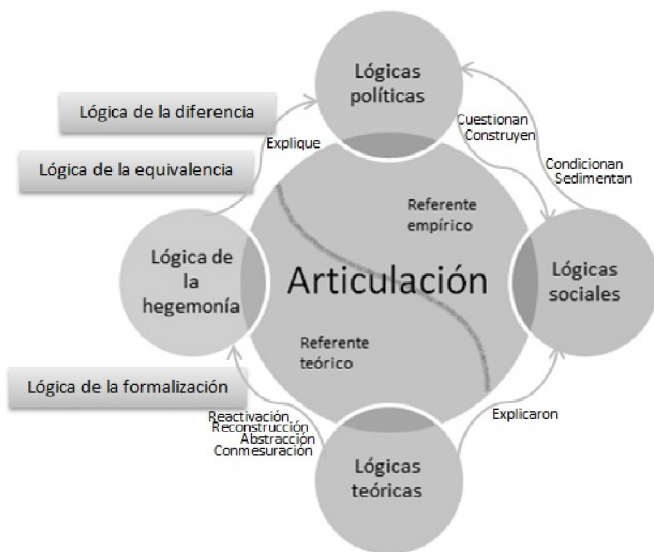 Lógicas
políticas
Lógica de la diferencia
Cuestionan
Construyen
Explique
Lógica de la equivalencia
Condicionan
Sedimentan
Referente
empírico
Lógica de
la
hegemonía
Articulación
Lógicas
sociales
Referente
teórico
Lógica de la formalización
Reactivación
Reconstrucción
Abstracción
Conmesuración
Explicaron
Lógicas
teóricas